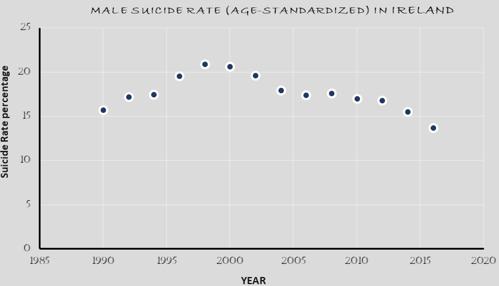 MALE SUICIDE RATE (AGE-STANDARDIZED) IN IRELAND
Suicide Rate percentage
25
20
15
10
5
0
1985 1990 1995 2000 2005 2010 2015 2020
YEAR